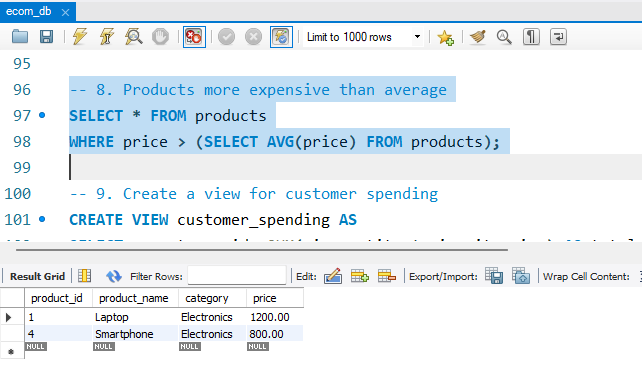 ecom_db
Limit to 1000 rows
95
96 -- 8. Products more expensive than average
97 SELECT * FROM products
98 WHERE price > (SELECT AVG(price) FROM products);
99
100 -- 9. Create a view for customer spending
101 CREATE VIEW customer_spending AS
Result Grid Filter Rows: Edit: Export/Import: Wrap Cell Content:
product_id product_name category price
1 Laptop Electronics 1200.00
4 Smartphone Electronics 800.00
NULL NULL NULL NULL